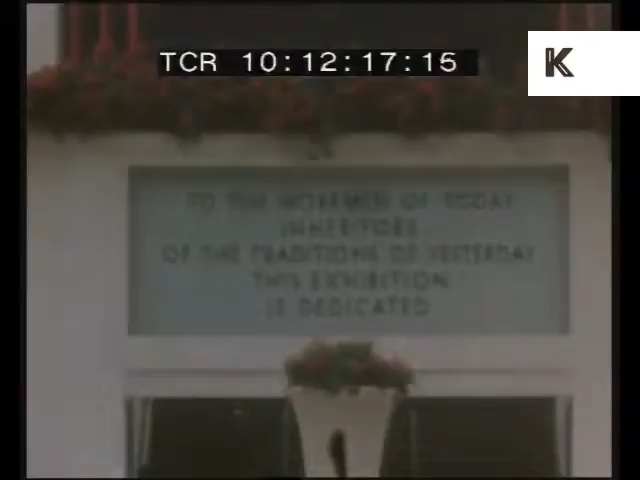 TCR 10:12:17:15
K
TO THE WORKMEN OF TODAY
INHERITORS
OF THE TRADITIONS OF YESTERDAY
THIS EXHIBITION
IS DEDICATED